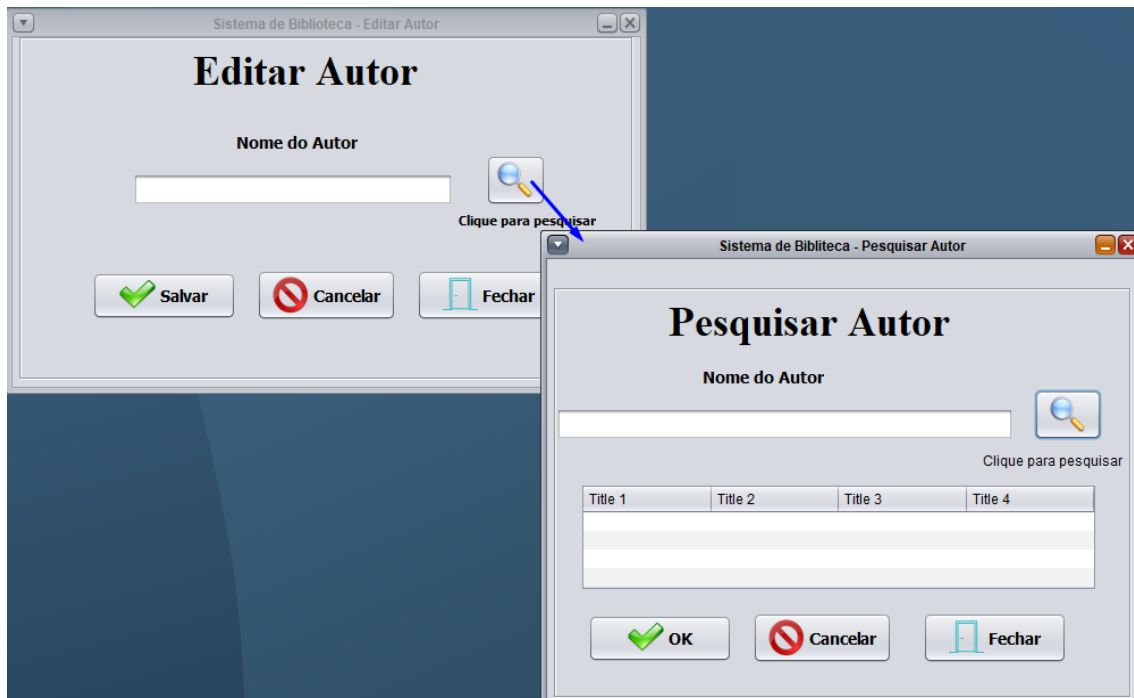 Sistema de Biblioteca - Editar Autor
Editar Autor
Nome do Autor
Clique para pesquisar
Salvar
Cancelar
Fechar
Sistema de Bibliteca - Pesquisar Autor
Pesquisar Autor
Nome do Autor
Clique para pesquisar
Title 1 Title 2 Title 3 Title 4
OK
Cancelar
Fechar